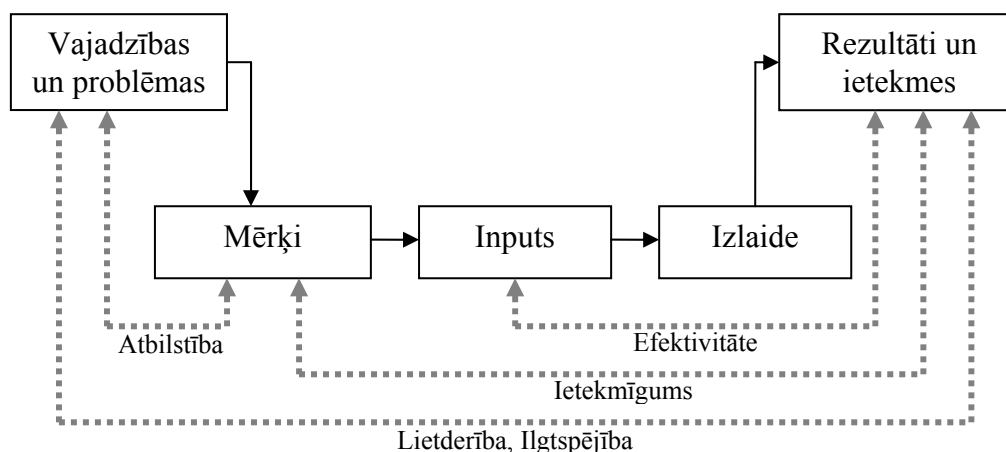 Vajadzības
un problēmas
Rezultāti un
ietekmes
Mērķi
Inputs
Izlaide
Atbilstība
Efektivitāte
Ietekmīgums
Lietderība, Ilgtspējība